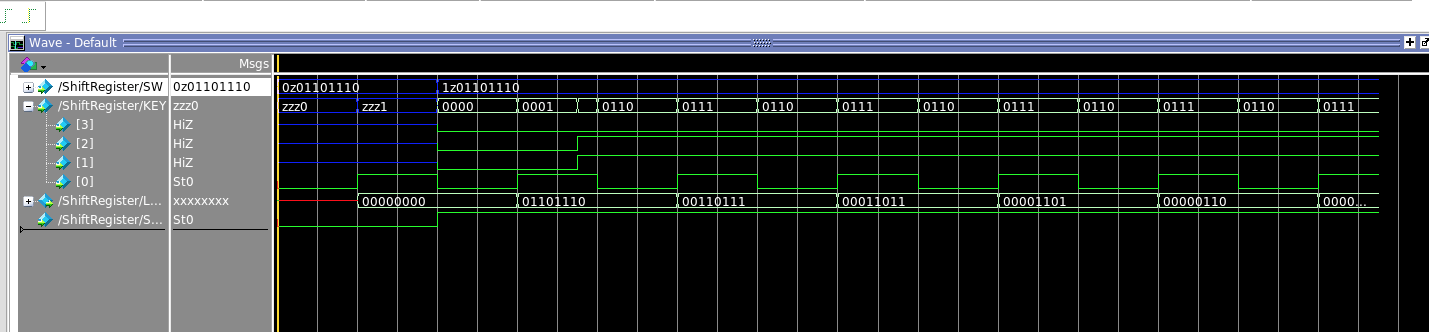 Wave - Default
Msgs
/ShiftRegister/SW 0z01101110 0z01101110 1z01101110
/ShiftRegister/KEY zzz0 zzz0 zzz1 0000 0001 0110 0111 0110 0111 0110 0111 0110 0111 0110 0111
[3] HiZ
[2] HiZ
[1] HiZ
[0] St0
/ShiftRegister/L... xxxxxxxx 00000000 01101110 00110111 00011011 00001101 00000110 0000...
/ShiftRegister/S... St0